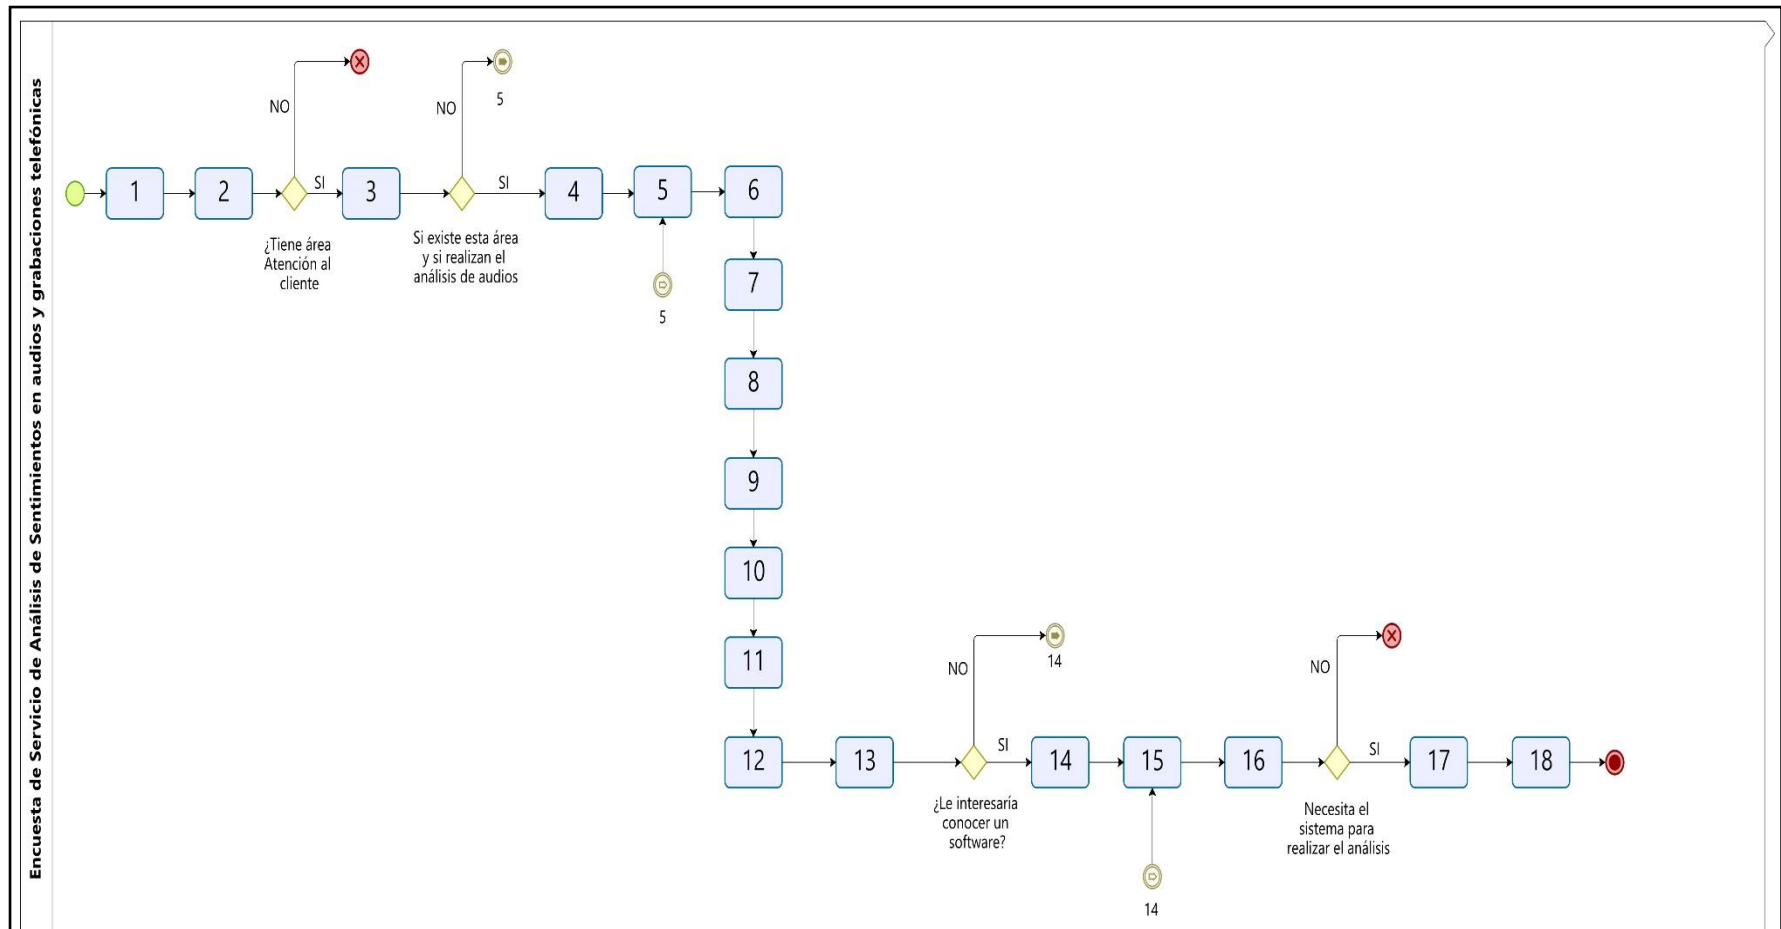 Encuesta de Servicio de Análisis de Sentimientos en audios y grabaciones telefónicas
NO
NO
5
1
2
SI
3
SI
4
5
6
¿Tiene área
Atención al
cliente
Si existe esta área
y si realizan el
análisis de audios
5
7
8
9
10
11
12
13
NO
14
SI
14
15
16
NO
SI
17
18
¿Le interesaría
conocer un
software?
Necesita el
sistema para
realizar el análisis
14